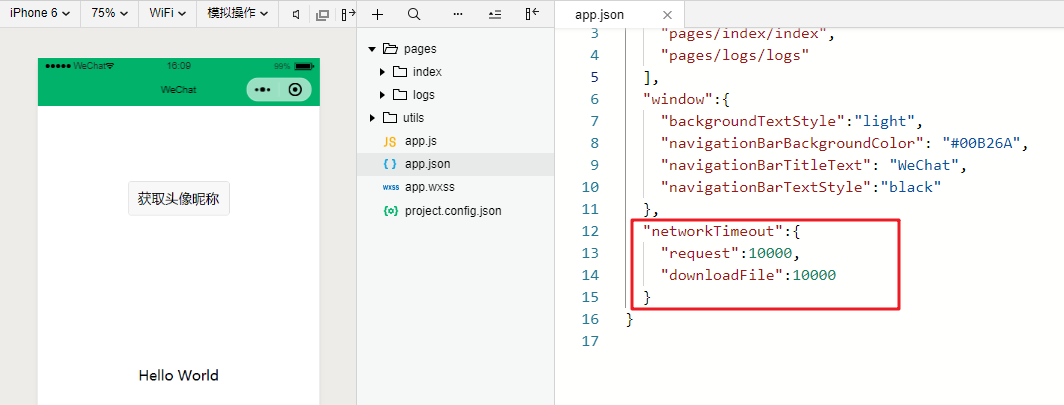 iPhone 6 75% WiFi 模拟操作
●●●●● WeChat 16:09 99%
WeChat
获取头像昵称
Hello World
pages
index
logs
utils
JS app.js
{ } app.json
wxss app.wxss
{o} project.config.json
app.json
3 "pages/index/index",
4 "pages/logs/logs"
5 ],
6 "window":{
7 "backgroundTextStyle":"light",
8 "navigationBarBackgroundColor": "#00B26A",
9 "navigationBarTitleText": "WeChat",
10 "navigationBarTextStyle":"black"
11 },
12 "networkTimeout":{
13 "request":10000,
14 "downloadFile":10000
15 }
16 }
17